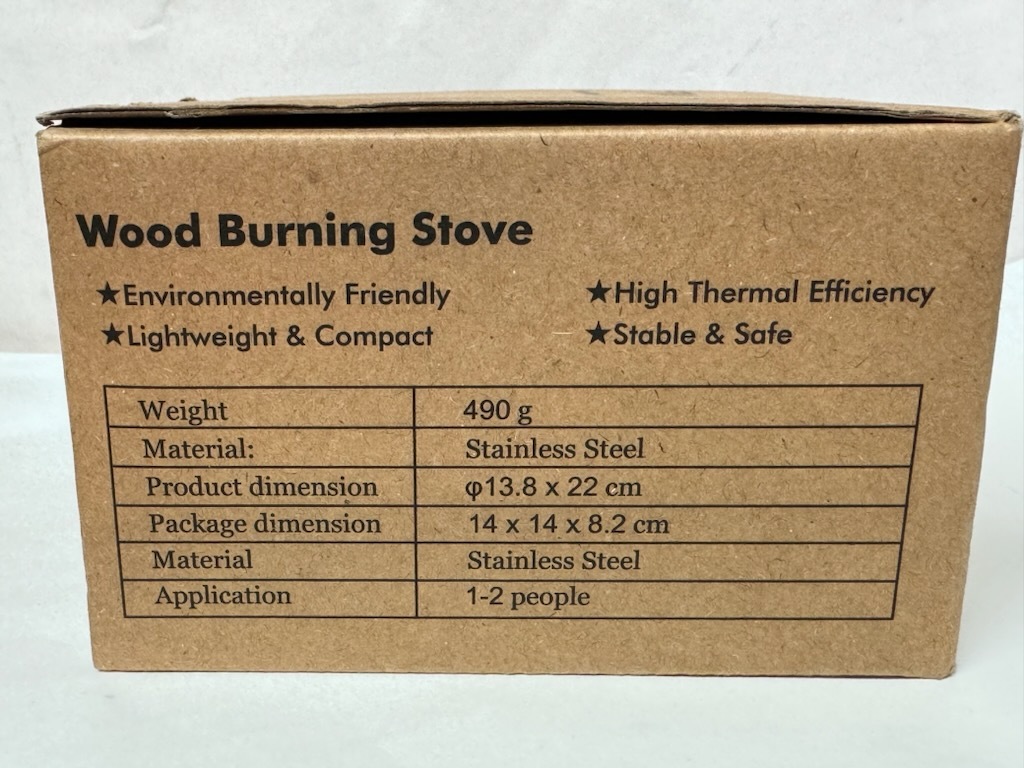 Wood Burning Stove
★Environmentally Friendly ★High Thermal Efficiency
★Lightweight & Compact ★Stable & Safe
Weight 490 g
Material: Stainless Steel
Product dimension φ13.8 x 22 cm
Package dimension 14 x 14 x 8.2 cm
Material Stainless Steel
Application 1-2 people